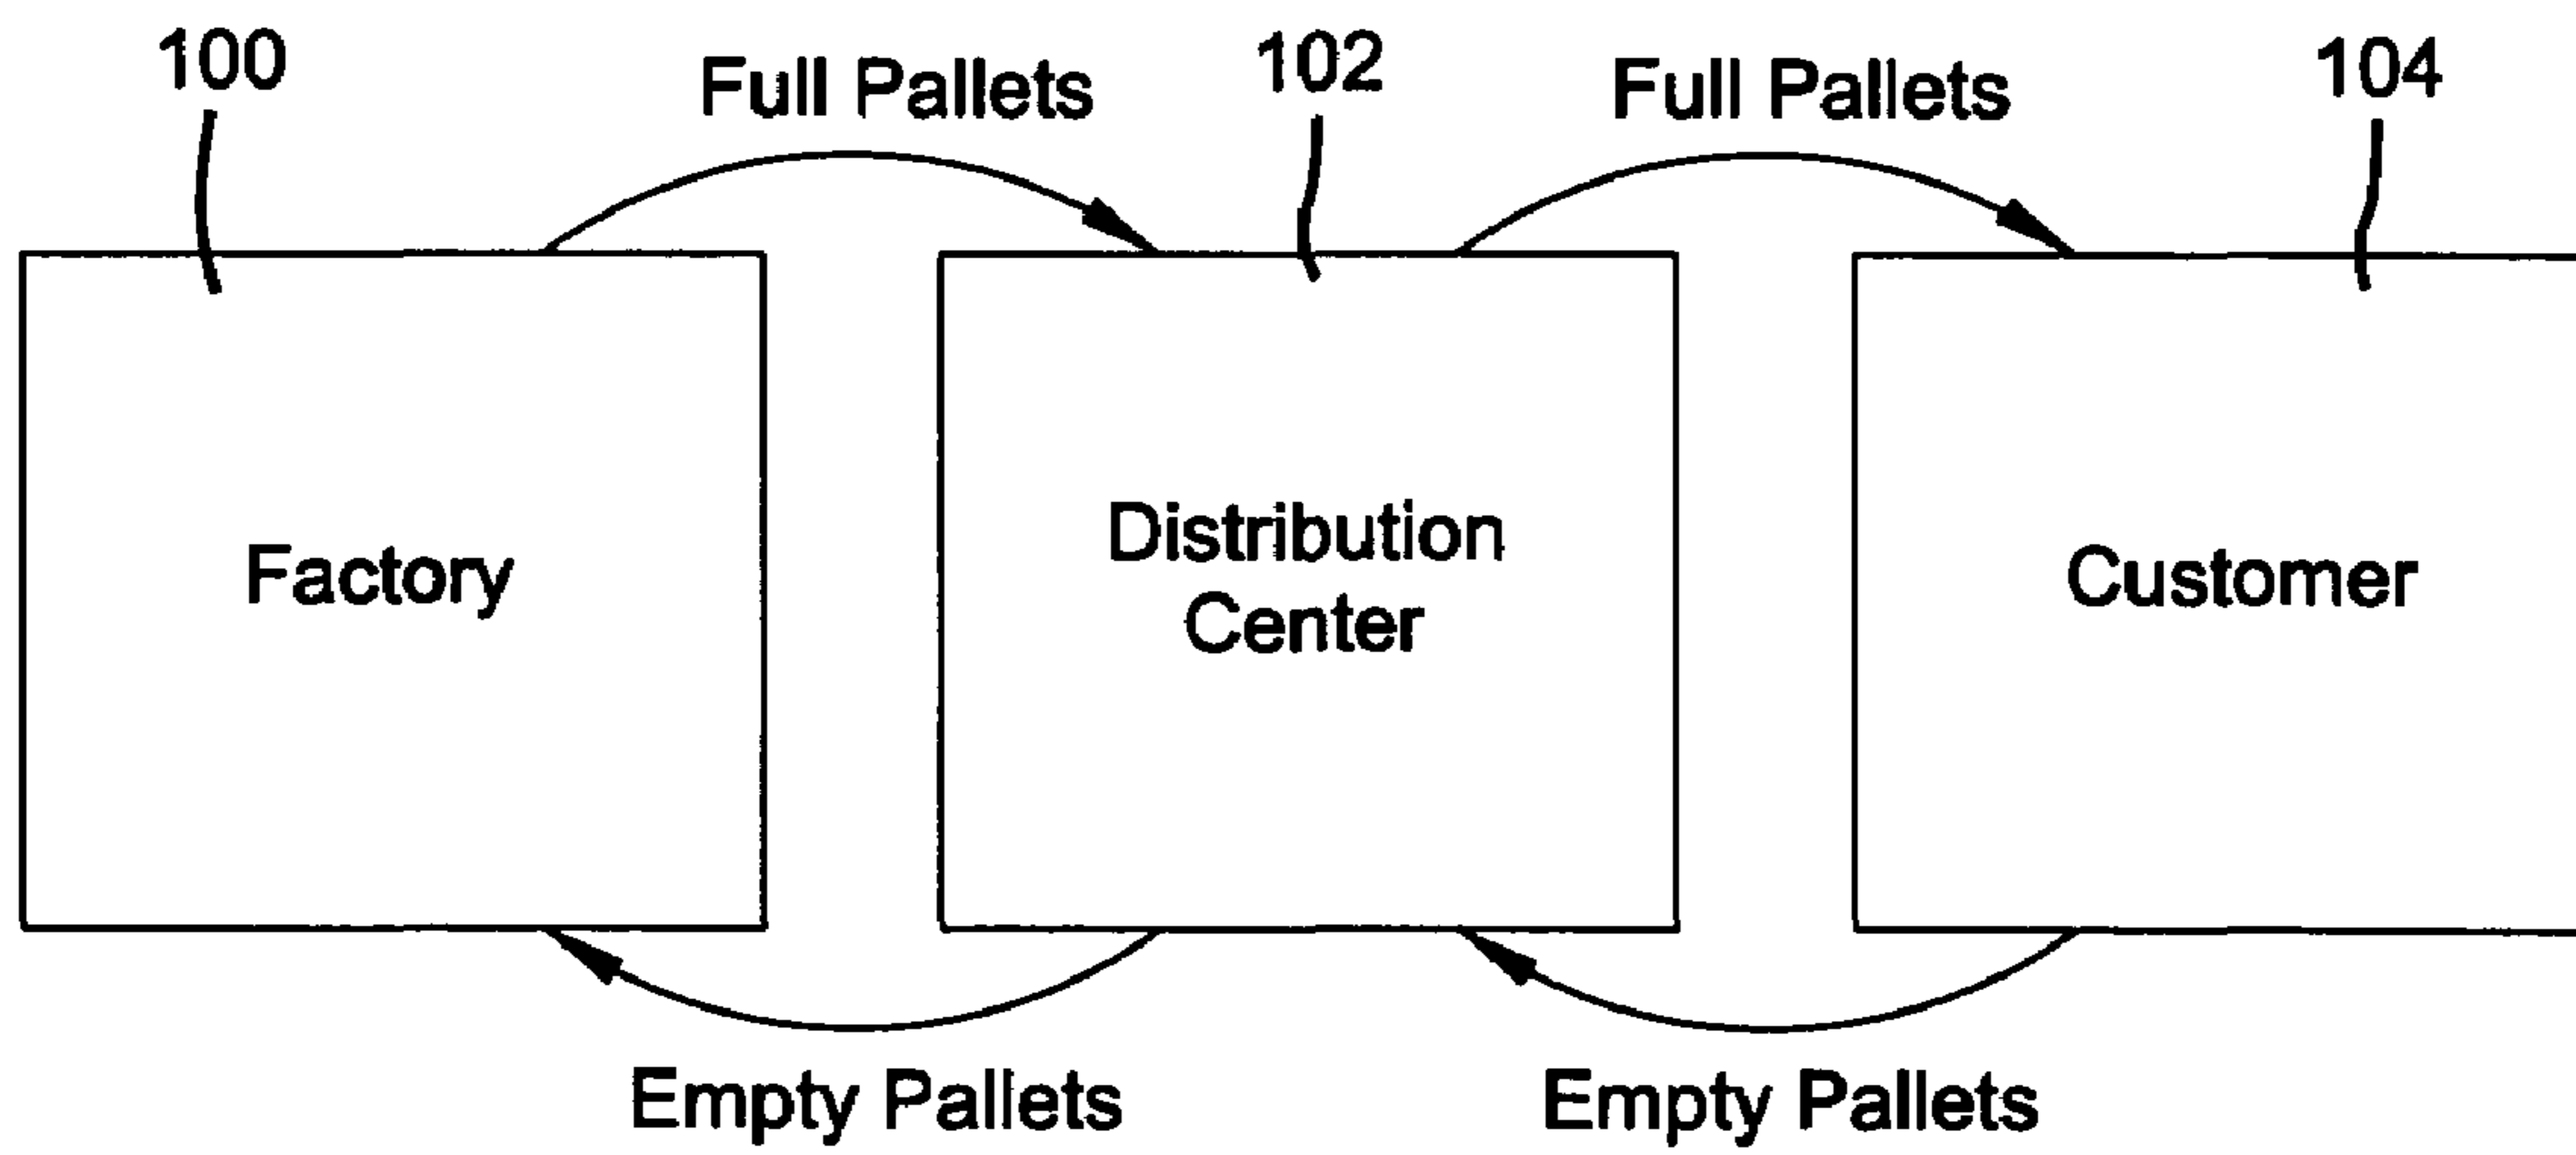 100
Full Pallets
102
Full Pallets
104
Factory
Distribution
Center
Customer
Empty Pallets
Empty Pallets